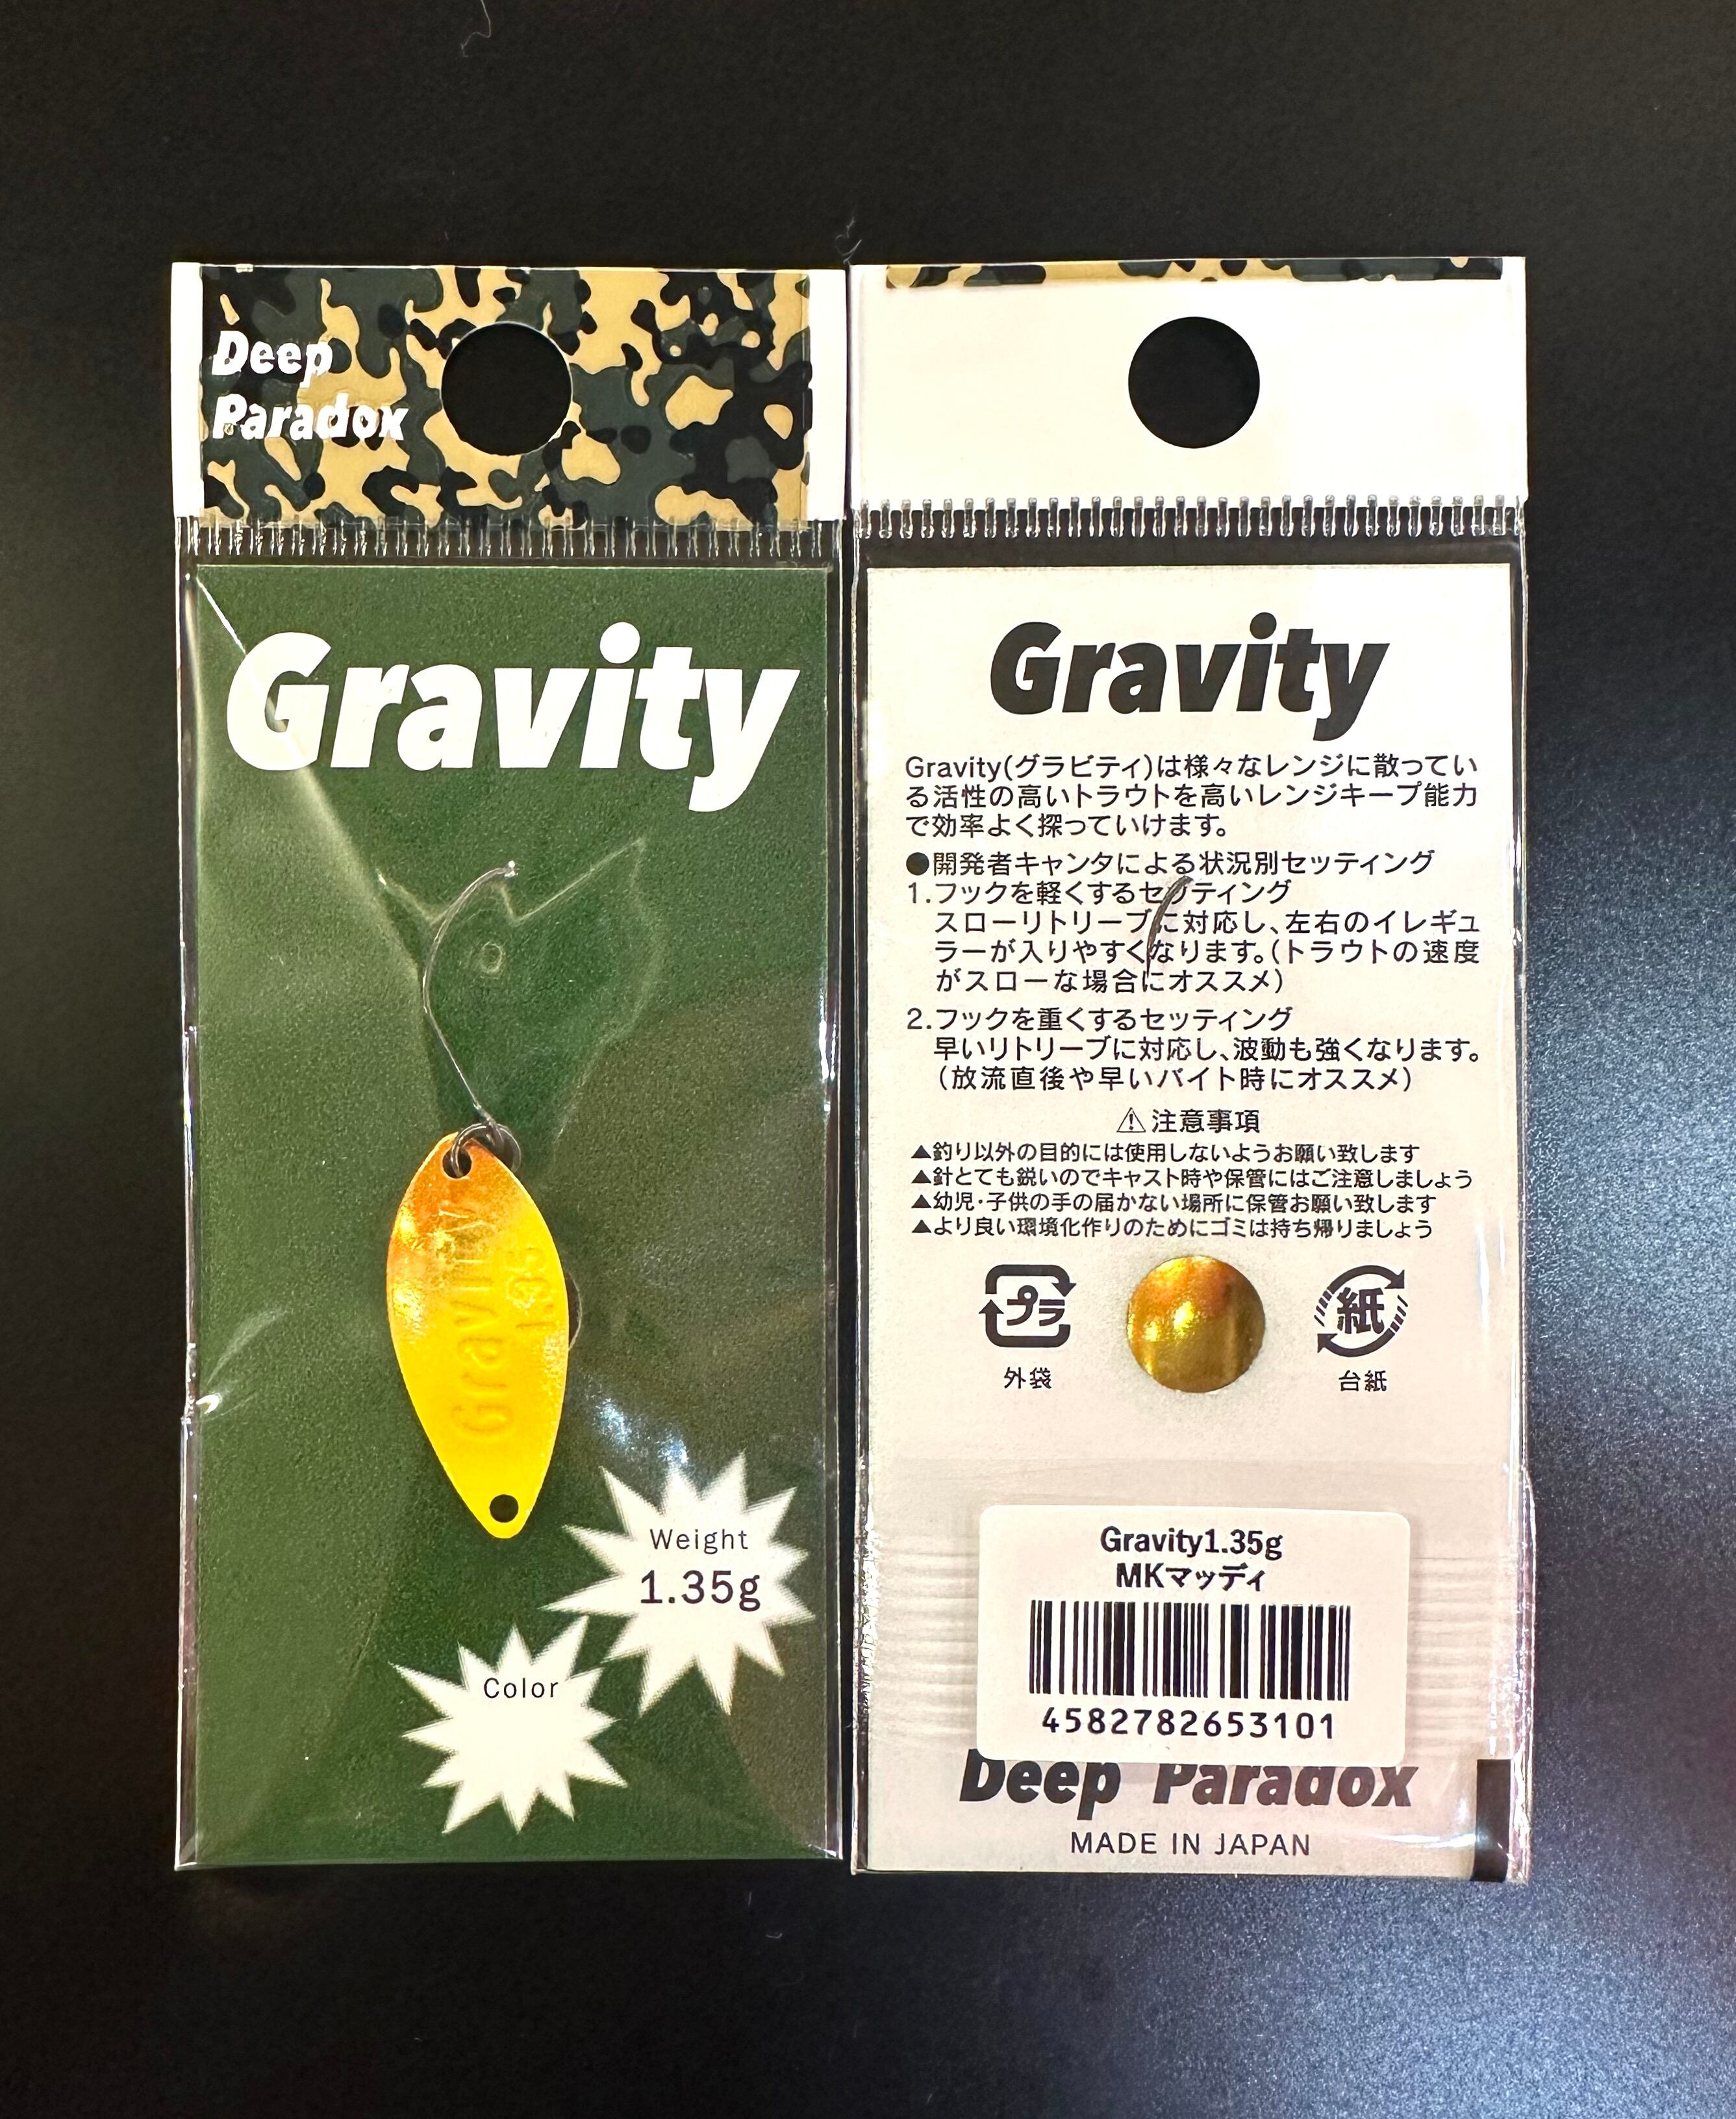 Deep
Paradox
Gravity
Gravity
1.35
Weight
1.35g
Color
Gravity
Gravity(グラビティ)は様々なレンジに散ってい
る活性の高いトラウトを高いレンジキープ能力
で効率よく探っていけます。
●開発者キャンタによる状況別セッティング
1.フックを軽くするセッティング
スローリトリーブに対応し、左右のイレギュ
ラーが入りやすくなります。(トラウトの速度
がスローな場合にオススメ)
2.フックを重くするセッティング
早いリトリーブに対応し、波動も強くなります。
(放流直後や早いバイト時にオススメ)
⚠注意事項
▲釣り以外の目的には使用しないようお願い致します
▲針とても鋭いのでキャスト時や保管にはご注意しましょう
▲幼児・子供の手の届かない場所に保管お願い致します
▲より良い環境化作りのためにゴミは持ち帰りましょう
プラ
紙
外袋
台紙
Gravity1.35g
MKマッディ
4582782653101
Deep Paradox
MADE IN JAPAN